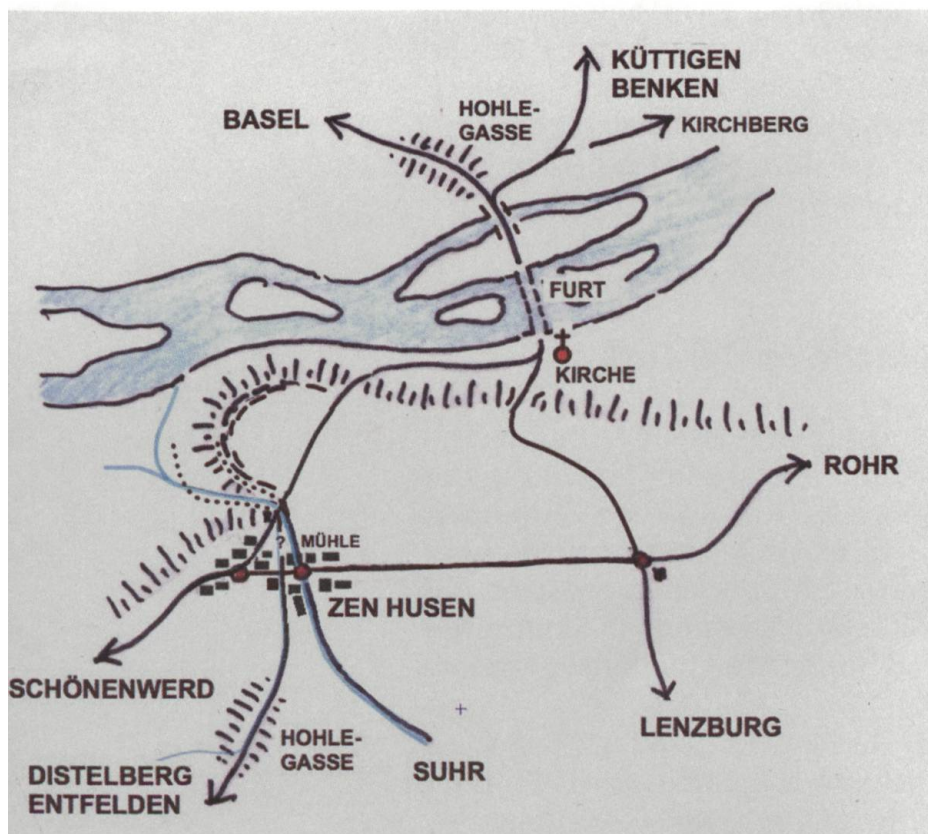 KÜTTIGEN
BENKEN
HOHLE-
GASSE
BASEL
KIRCHBERG
FURT
KIRCHE
ROHR
?
MÜHLE
ZEN HUSEN
SCHÖNENWERD
LENZBURG
HOHLE-
GASSE
SUHR
DISTELBERG
ENTFELDEN